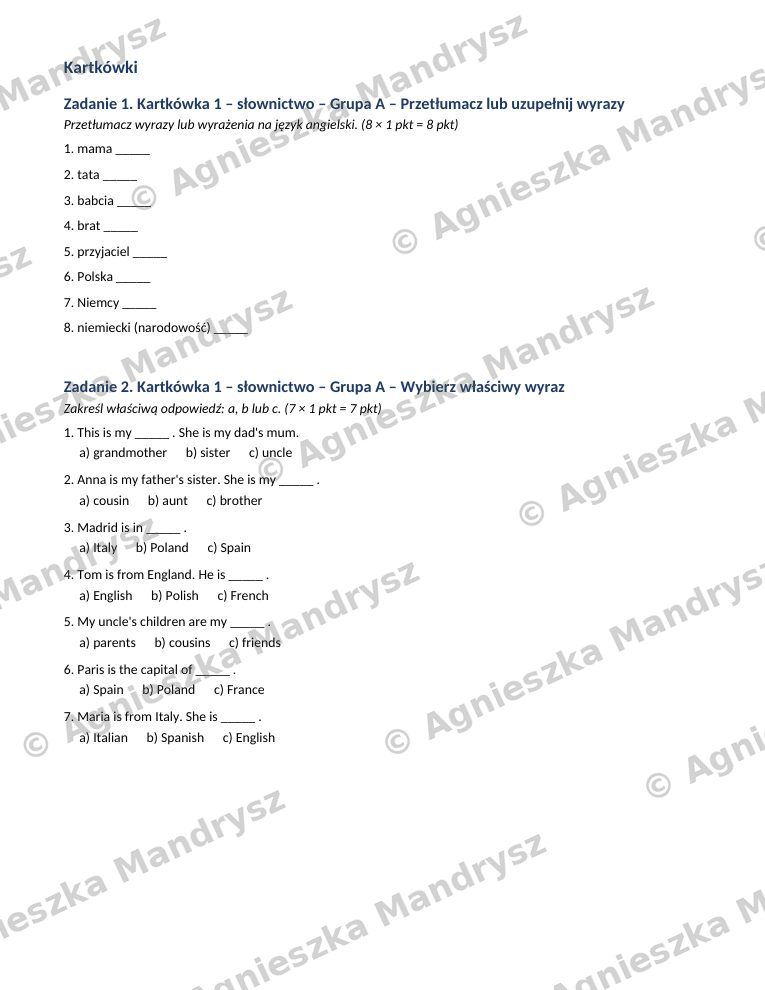 Kartkówki
Zadanie 1. Kartkówka 1 – słownictwo – Grupa A – Przetłumacz lub uzupełnij wyrazy
Przetłumacz wyrazy lub wyrażenia na język angielski. (8 × 1 pkt = 8 pkt)
1. mama _____
2. tata _____
3. babcia _____
4. brat _____
5. przyjaciel _____
6. Polska _____
7. Niemcy _____
8. niemiecki (narodowość) _____
Zadanie 2. Kartkówka 1 – słownictwo – Grupa A – Wybierz właściwy wyraz
Zakreśl właściwą odpowiedź: a, b lub c. (7 × 1 pkt = 7 pkt)
1. This is my _____ . She is my dad's mum.
a) grandmother b) sister c) uncle
2. Anna is my father's sister. She is my _____ .
a) cousin b) aunt c) brother
3. Madrid is in _____ .
a) Italy b) Poland c) Spain
4. Tom is from England. He is _____ .
a) English b) Polish c) French
5. My uncle's children are my _____ .
a) parents b) cousins c) friends
6. Paris is the capital of _____ .
a) Spain b) Poland c) France
7. Maria is from Italy. She is _____ .
a) Italian b) Spanish c) English
© Agnieszka Mandrysz